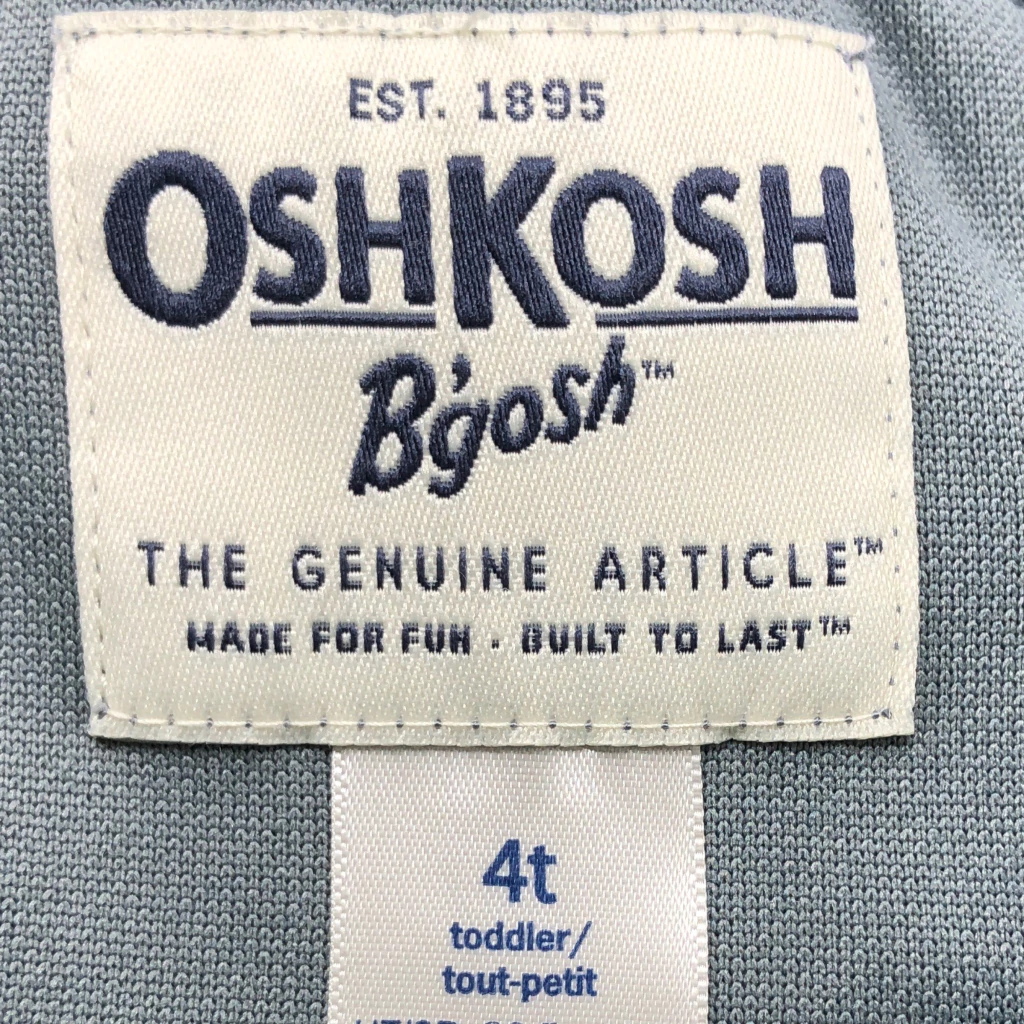 EST. 1895
OSHKOSH
B'gosh™
THE GENUINE ARTICLE™
MADE FOR FUN · BUILT TO LAST™
4t
toddler/
tout-petit